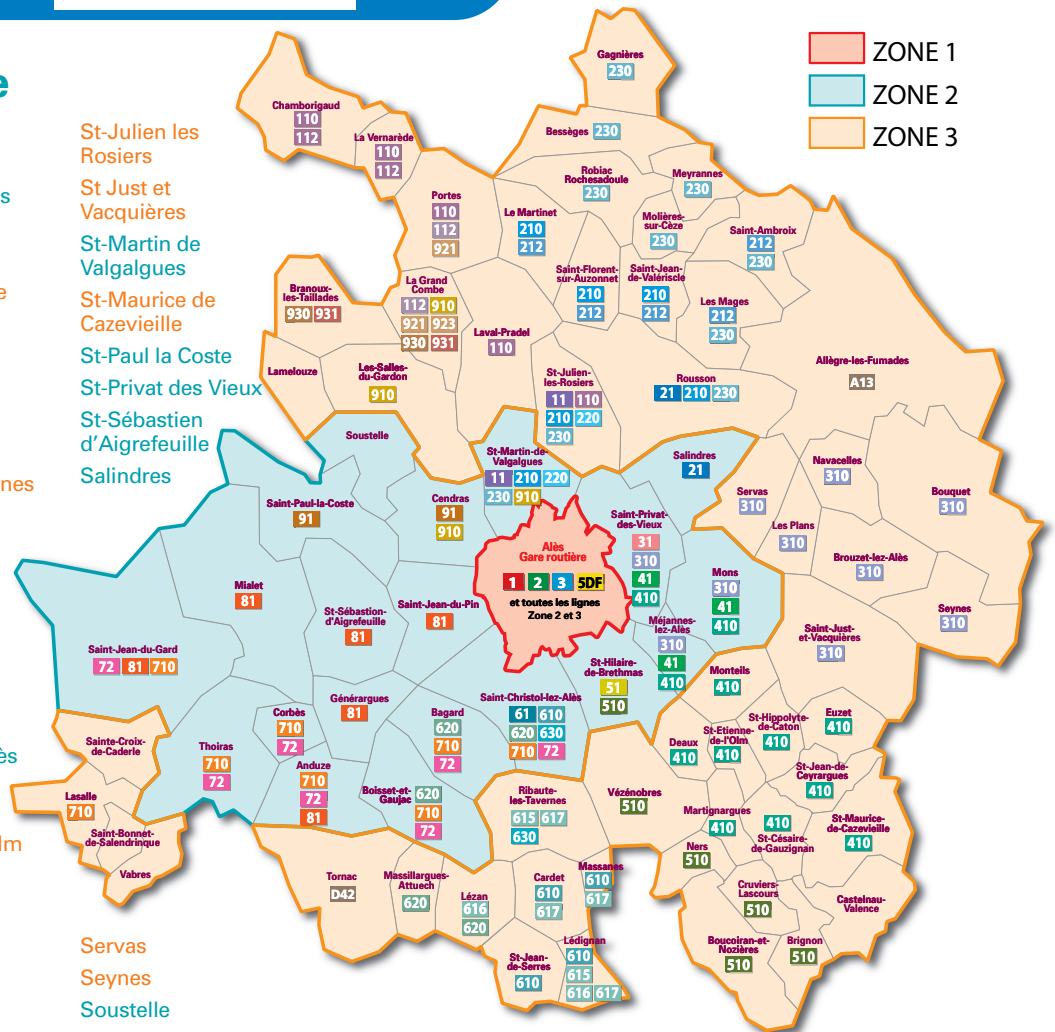 e
St-Julien les
Rosiers
s
St Just et
Vacquières
St-Martin de
Valgalgues
e
St-Maurice de
Cazevieille
St-Paul la Coste
St-Privat des Vieux
St-Sébastien
d'Aigrefeuille
Salindres
nes
ès
lm
Servas
Seynes
Soustelle
ZONE 1
ZONE 2
ZONE 3
Gagnières
230
Chamborigaud
110
112
La Vernarède
110
112
Bessèges 230
Robiac
Rochesadoule
230
Meyrannes
230
Portes
110
112
921
Le Martinet
210
212
Molières-
sur-Cèze
230
Saint-Ambroix
212
230
Saint-Florent-
sur-Auzonnet
210
212
Saint-Jean-
de-Valériscle
210
212
Les Mages
212
230
Branoux-
les-Taillades
930 931
La Grand
Combe
112 910
921 923
930 931
Laval-Pradel
110
Allègre-les-Fumades
A13
Lamelouze
Les-Salles-
du-Gardon
910
St-Julien-
les-Rosiers
11 110
210 220
230
Rousson
21 210 230
Soustelle
St-Martin-de-
Valgalgues
11 210 220
230 910
Salindres
21
Navacelles
310
Servas
310
Bouquet
310
Saint-Paul-la-Coste
91
Cendras
91
910
Saint-Privat-
des-Vieux
31
310
41
410
Les Plans
310
Brouzet-lez-Alès
310
Alès
Gare routière
1 2 3 5DF
et toutes les lignes
Zone 2 et 3
Mons
310
41
410
Mialet
81
St-Sébastion-
d'Aigrefeuille
81
Saint-Jean-du-Pin
81
Seynes
310
Méjannes-
lez-Alès
310
41
410
Saint-Just-
et-Vacquières
310
Saint-Jean-du-Gard
72 81 710
St-Hilaire-
de-Brethmas
51
510
Monteils
410
Générargues
81
Saint-Christol-lez-Alès
61 610
620 630
710 72
Corbès
710
72
Bagard
620
710
72
St-Hippolyte-
de-Caton
410
Euzet
410
St-Etienne-
de-l'Olm
410
Deaux
410
Sainte-Croix-
de-Caderle
Thoiras
710
72
Anduze
710
72
81
St-Jean-de-
Ceyrargues
410
Boisset-et-
Gaujac
620
710
72
Ribaute-
les-Tavernes
615 617
630
Vézénobres
510
Lasalle
710
Martignargues
410
410
St-Césaire-
de-Gauzignan
St-Maurice-
de-Cazevieille
410
Saint-Bonnet-
de-Salendrinque
Ners
510
Vabres
Tornac
D42
Massillargues-
Attuech
620
Lézan
616
620
Cardet
610
617
Massanes
610
617
Cruviers-
Lascours
510
Castelnau-
Valence
St-Jean-
de-Serres
610
Lédignan
610
615
616 617
Boucoiran-et-
Nozières
510
Brignon
510